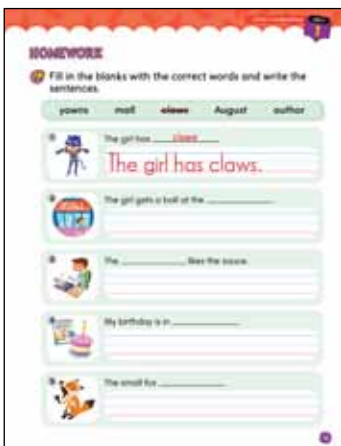 HOMEWORK
Fill in the blanks with the correct words and write the
sentences.
yawns mall claws August author
The girl has claws.
The girl has claws.
The girl gets a ball at the
The likes the sauce.
My birthday is in
The small fox